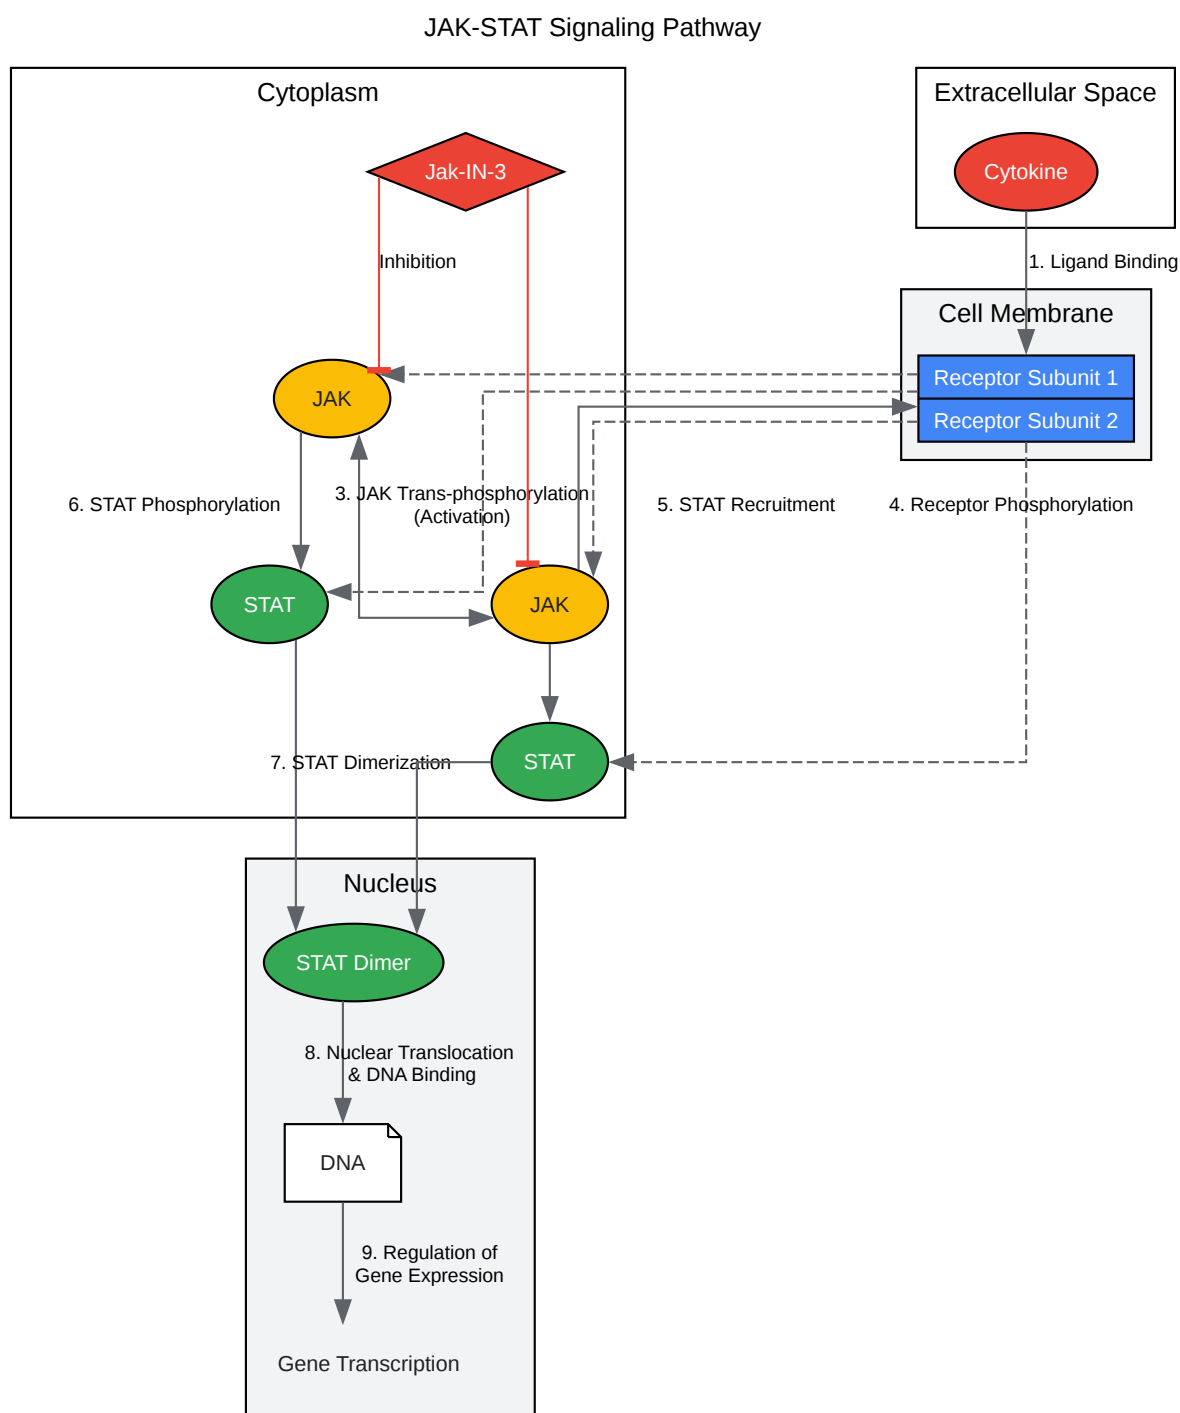 JAK-STAT Signaling Pathway
Cytoplasm
Extracellular Space
Jak-IN-3
Cytokine
Inhibition
1. Ligand Binding
Cell Membrane
Receptor Subunit 1
Receptor Subunit 2
JAK
6. STAT Phosphorylation
3. JAK Trans-phosphorylation
(Activation)
5. STAT Recruitment
4. Receptor Phosphorylation
STAT
JAK
7. STAT Dimerization
STAT
Nucleus
STAT Dimer
8. Nuclear Translocation
& DNA Binding
DNA
9. Regulation of
Gene Expression
Gene Transcription